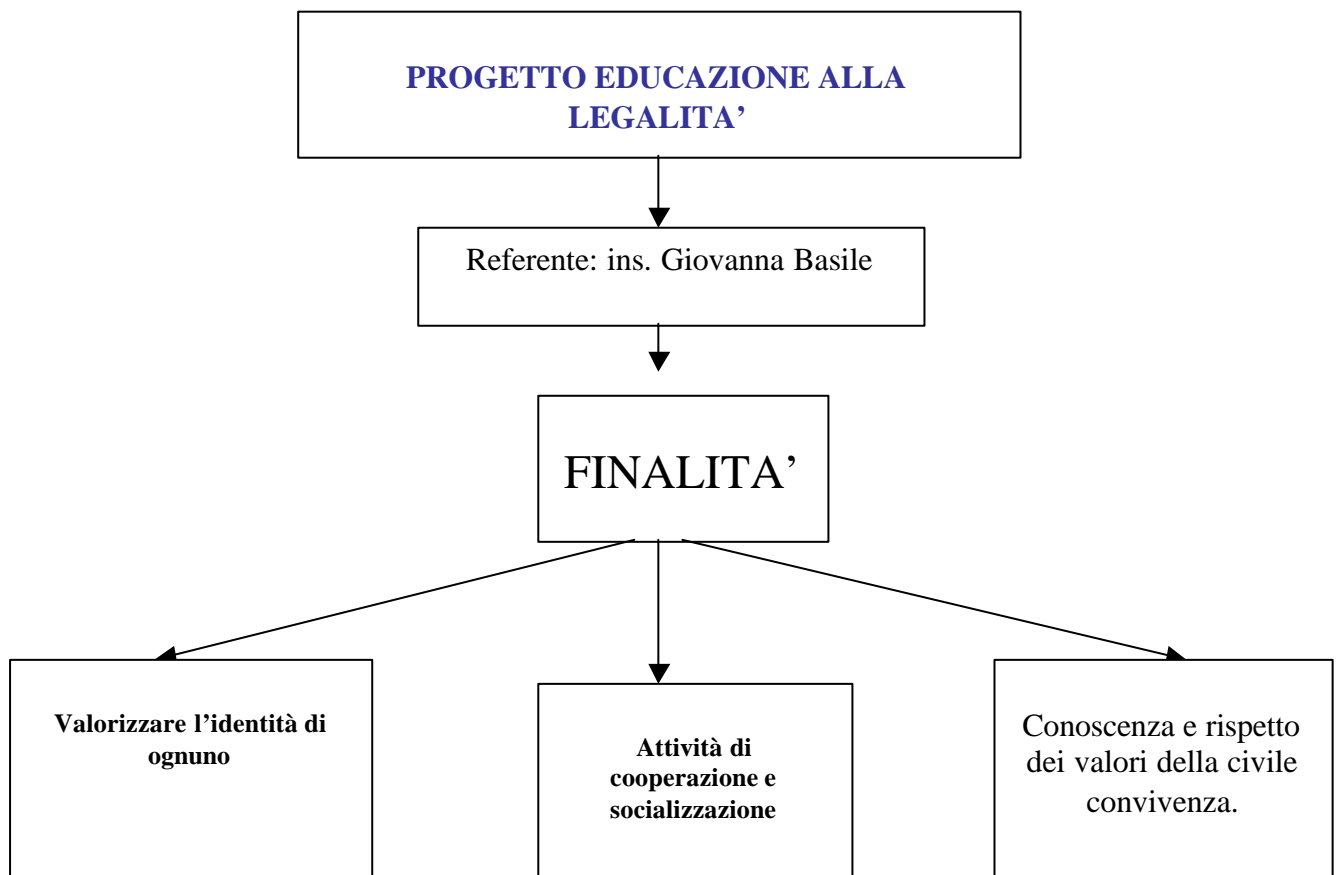 PROGETTO EDUCAZIONE ALLA
LEGALITA’
Referente: ins. Giovanna Basile
FINALITA’
Valorizzare l’identità di
ognuno
Attività di
cooperazione e
socializzazione
Conoscenza e rispetto
dei valori della civile
convivenza.